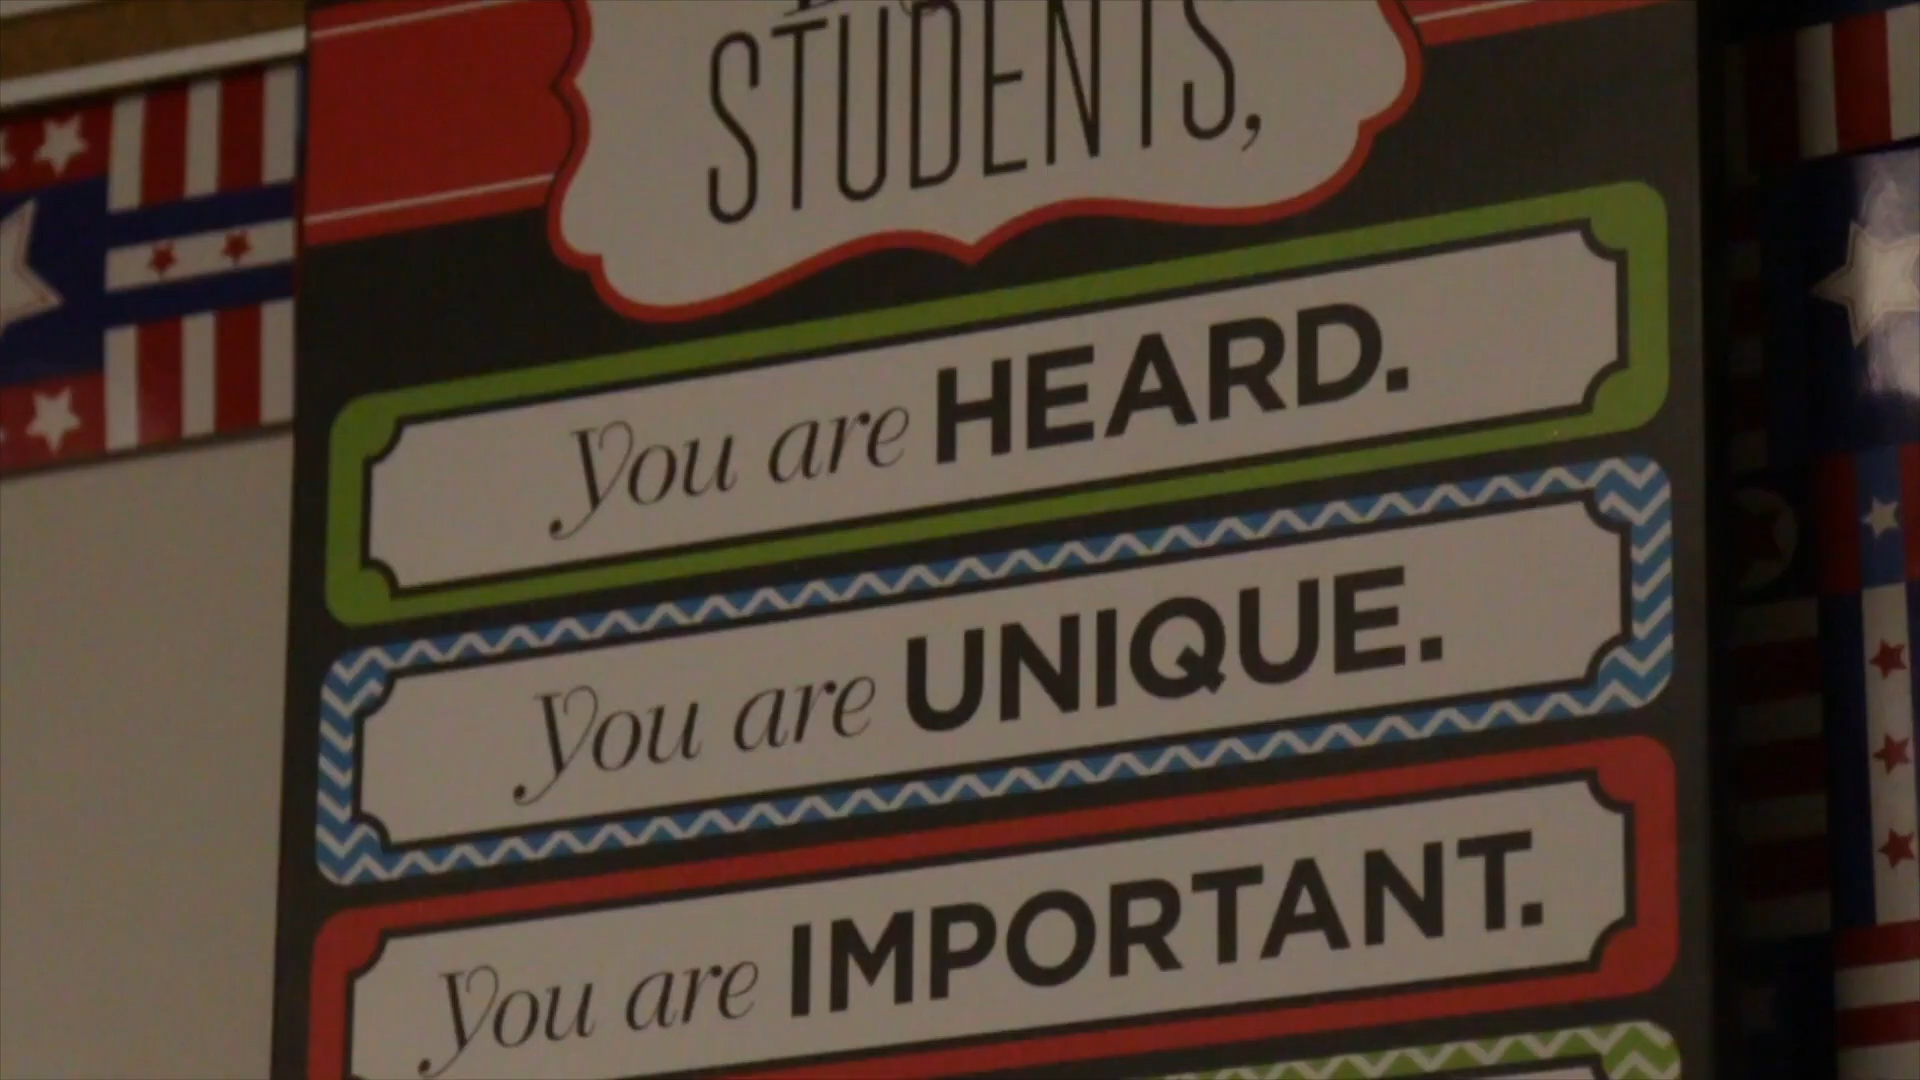 STUDENTS,
you are HEARD.
you are UNIQUE.
you are IMPORTANT.